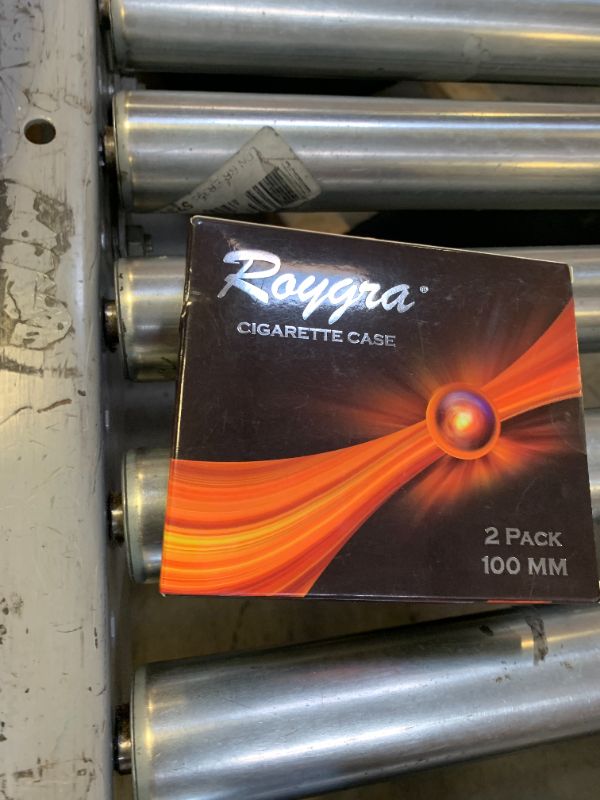 Roygra®
CIGARETTE CASE
2 PACK
100 MM